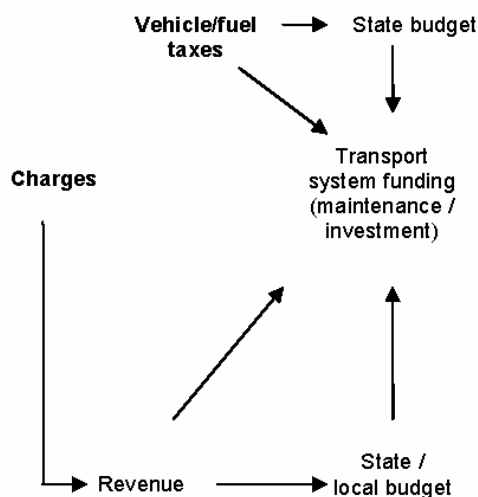 Vehicle/fuel
taxes
State budget
Transport
system funding
(maintenance /
investment)
Charges
Revenue
State /
local budget